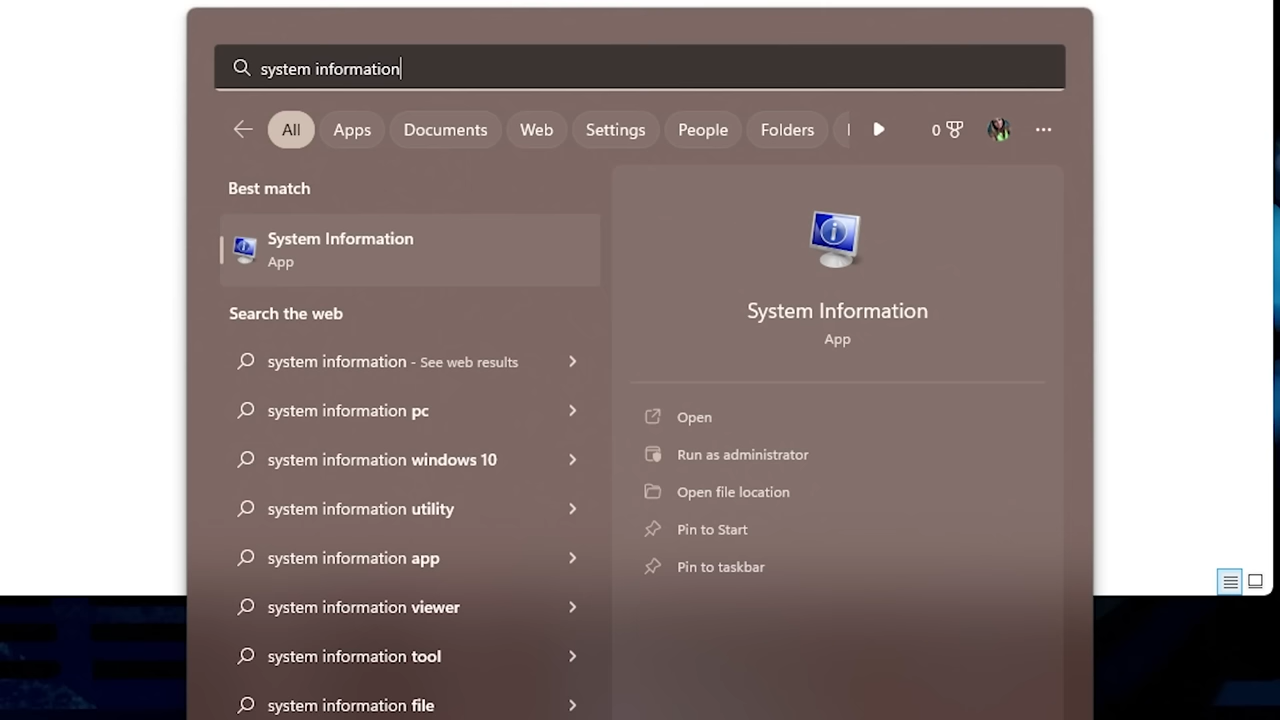 system information
All Apps Documents Web Settings People Folders
0
Best match
System Information
App
Search the web
system information - See web results
system information pc
system information windows 10
system information utility
system information app
system information viewer
system information tool
system information file
System Information
App
Open
Run as administrator
Open file location
Pin to Start
Pin to taskbar